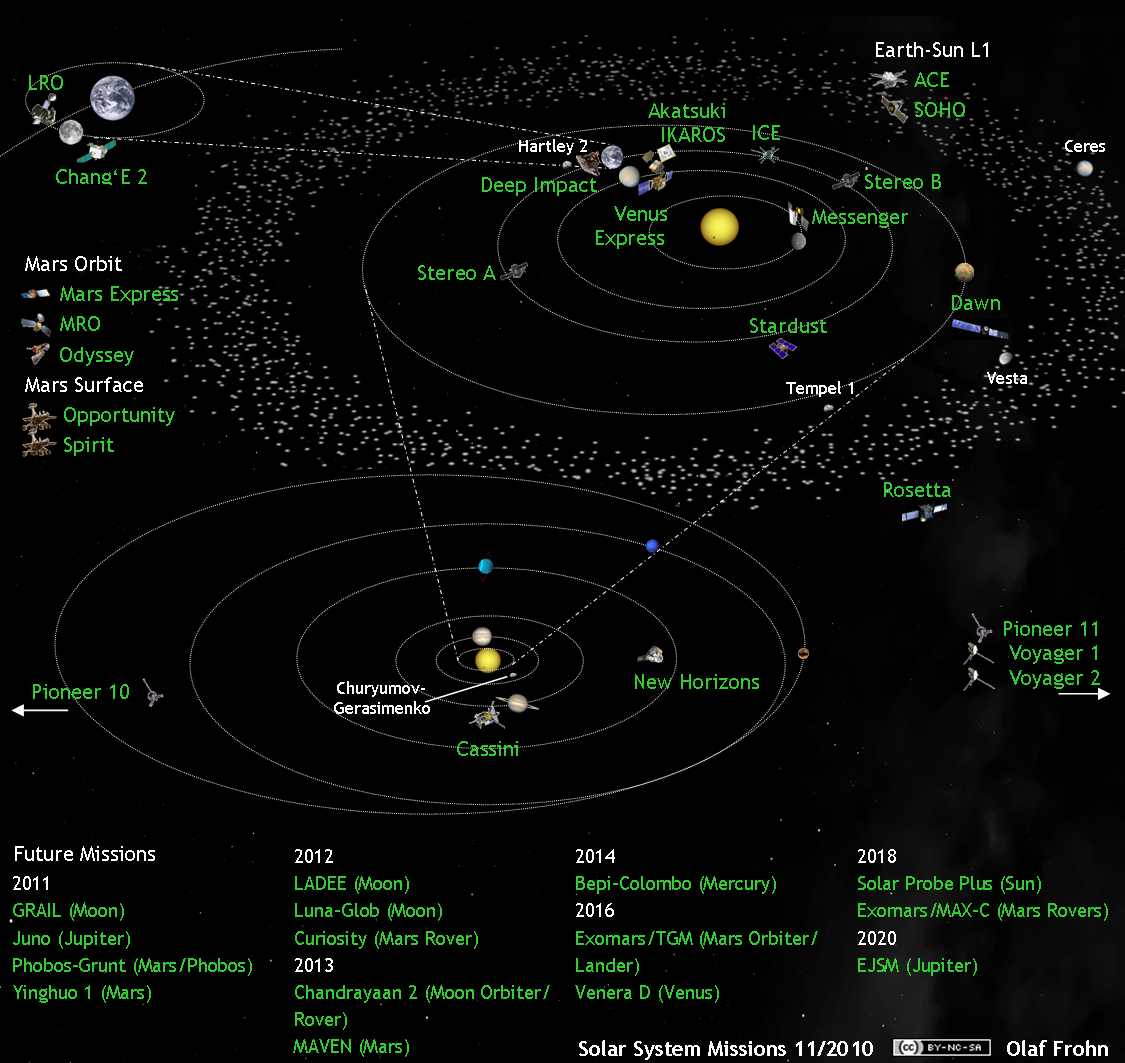 Earth-Sun L1
ACE
SOHO
LRO
Chang‘E 2
Akatsuki
IKAROS
ICE
Hartley 2
Deep Impact
Stereo B
Ceres
Venus
Express
Messenger
Stereo A
Mars Orbit
Mars Express
MRO
Odyssey
Mars Surface
Opportunity
Spirit
Dawn
Stardust
Vesta
Tempel 1
Rosetta
Pioneer 11
Voyager 1
Voyager 2
New Horizons
Pioneer 10
Churyumov-
Gerasimenko
Cassini
Future Missions
2011
GRAIL (Moon)
Juno (Jupiter)
Phobos-Grunt (Mars/Phobos)
Yinghuo 1 (Mars)
2012
LADEE (Moon)
Luna-Glob (Moon)
Curiosity (Mars Rover)
2013
Chandrayaan 2 (Moon Orbiter/
Rover)
MAVEN (Mars)
2014
Bepi-Colombo (Mercury)
2016
Exomars/TGM (Mars Orbiter/
Lander)
Venera D (Venus)
2018
Solar Probe Plus (Sun)
Exomars/MAX-C (Mars Rovers)
2020
EJSM (Jupiter)
Solar System Missions 11/2010 (cc) BY-NC-SA Olaf Frohn